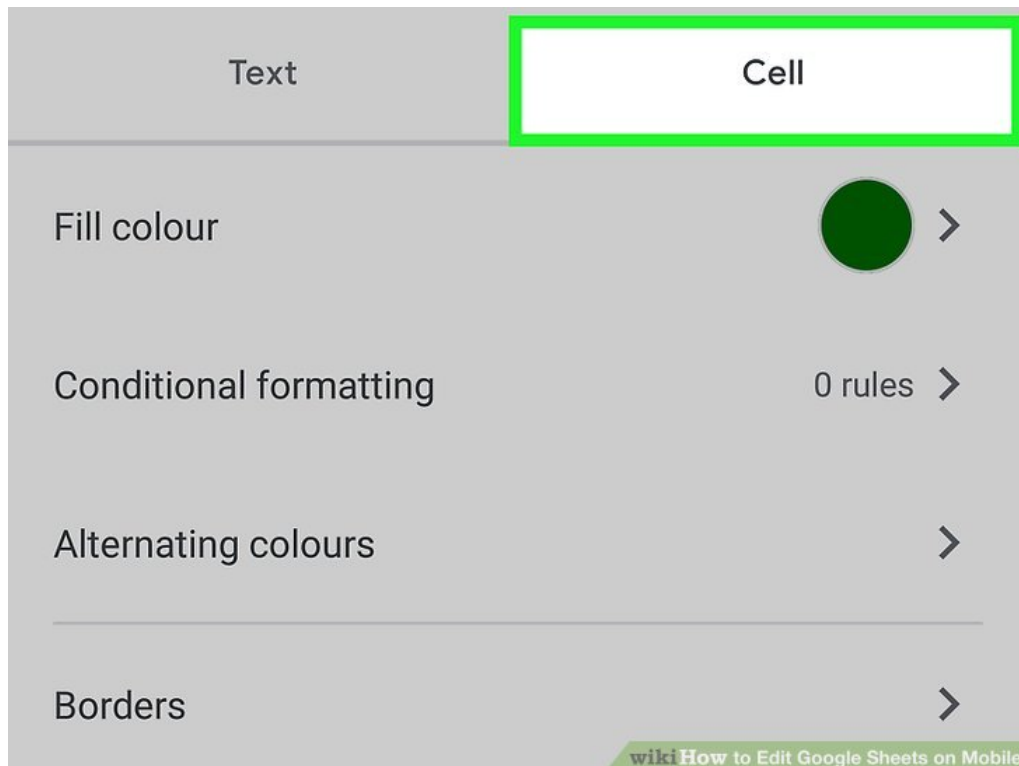 Text
Cell
Fill colour
Conditional formatting
0 rules
Alternating colours
Borders
wikiHow to Edit Google Sheets on Mobile